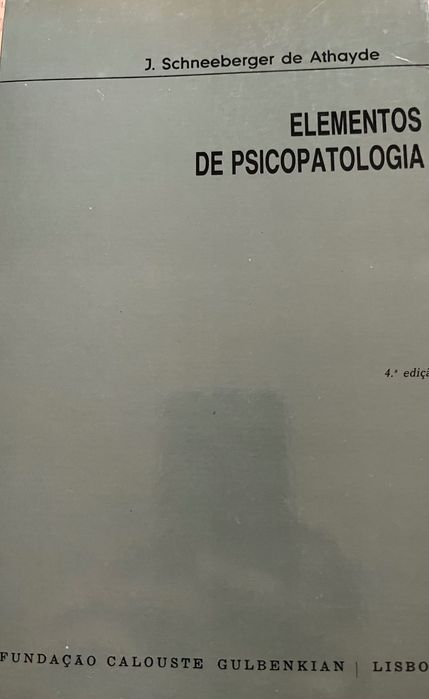 J. Schneeberger de Athayde
ELEMENTOS
DE PSICOPATOLOGIA
4.ª ediçã
FUNDAÇÃO CALOUSTE GULBENKIAN | LISBO